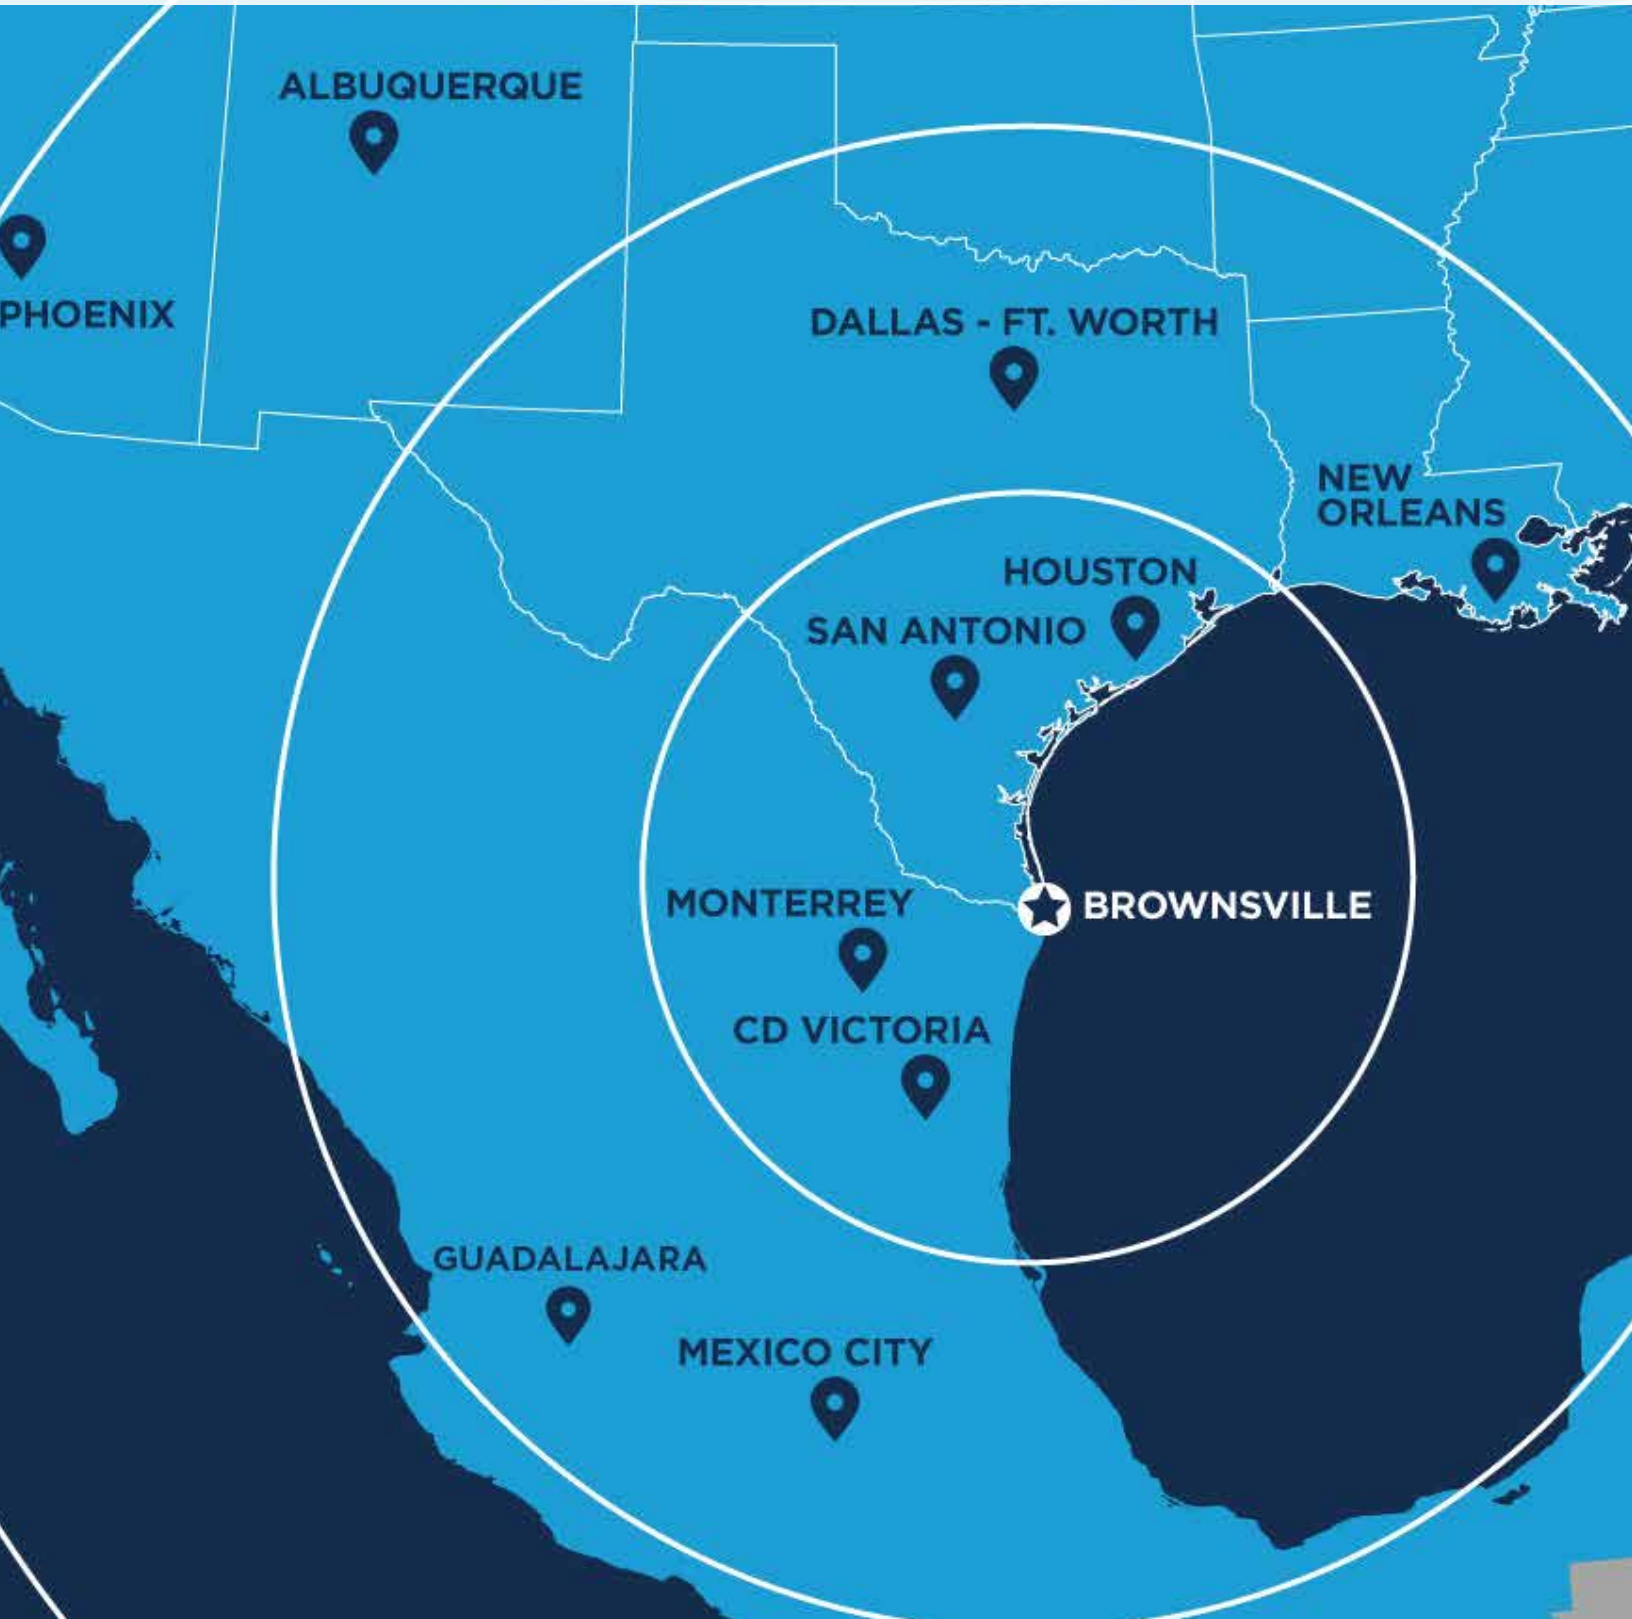 ALBUQUERQUE
PHOENIX
DALLAS - FT. WORTH
NEW
ORLEANS
HOUSTON
SAN ANTONIO
MONTERREY
BROWNSVILLE
CD VICTORIA
GUADALAJARA
MEXICO CITY